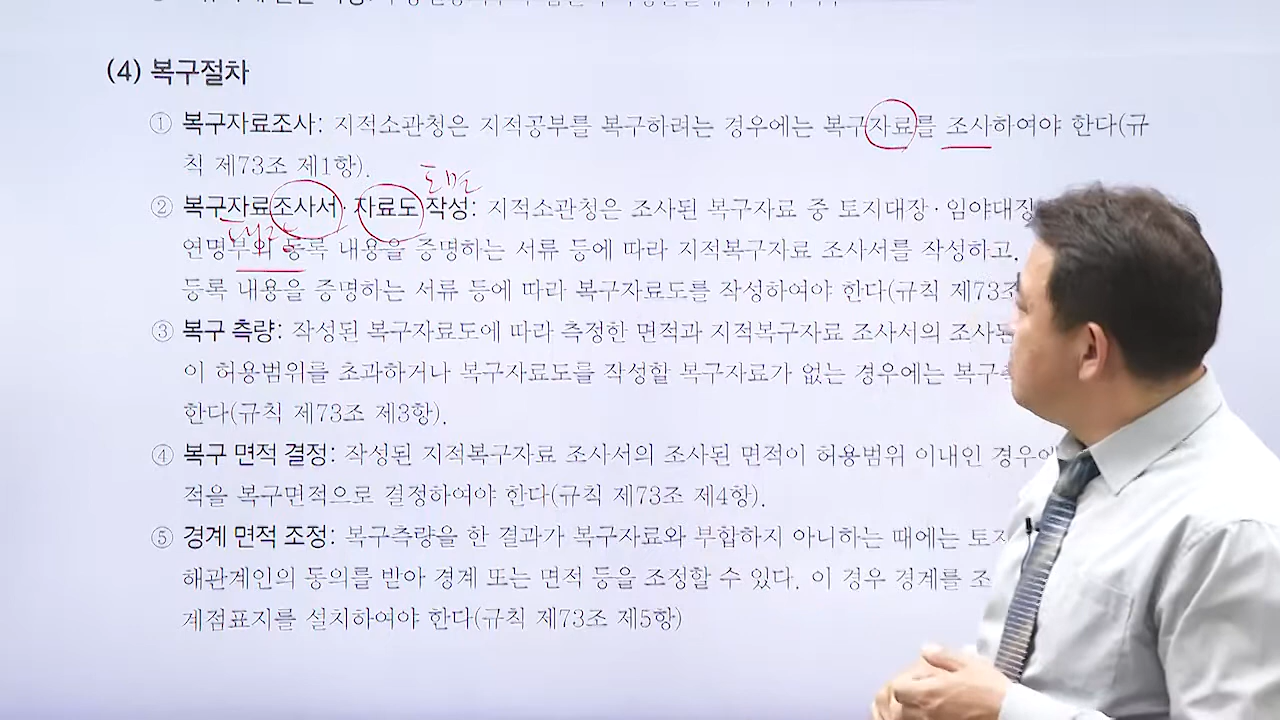 (4) 복구절차
① 복구자료조사: 지적소관청은 지적공부를 복구하려는 경우에는 복구자료를 조사하여야 한다(규
칙 제73조 제1항).
도면
② 복구자료조사서· 자료도 작성: 지적소관청은 조사된 복구자료 중 토지대장·임야대장
연명부와 등록 내용을 증명하는 서류 등에 따라 지적복구자료 조사서를 작성하고,
등록 내용을 증명하는 서류 등에 따라 복구자료도를 작성하여야 한다(규칙 제73조
③ 복구 측량: 작성된 복구자료도에 따라 측정한 면적과 지적복구자료 조사서의 조사된
이 허용범위를 초과하거나 복구자료도를 작성할 복구자료가 없는 경우에는 복구
한다(규칙 제73조 제3항).
④ 복구 면적 결정: 작성된 지적복구자료 조사서의 조사된 면적이 허용범위 이내인 경우에
적을 복구면적으로 결정하여야 한다(규칙 제73조 제4항).
⑤ 경계 면적 조정: 복구측량을 한 결과가 복구자료와 부합하지 아니하는 때에는 토지
해관계인의 동의를 받아 경계 또는 면적 등을 조정할 수 있다. 이 경우 경계를 조
계점표지를 설치하여야 한다(규칙 제73조 제5항)